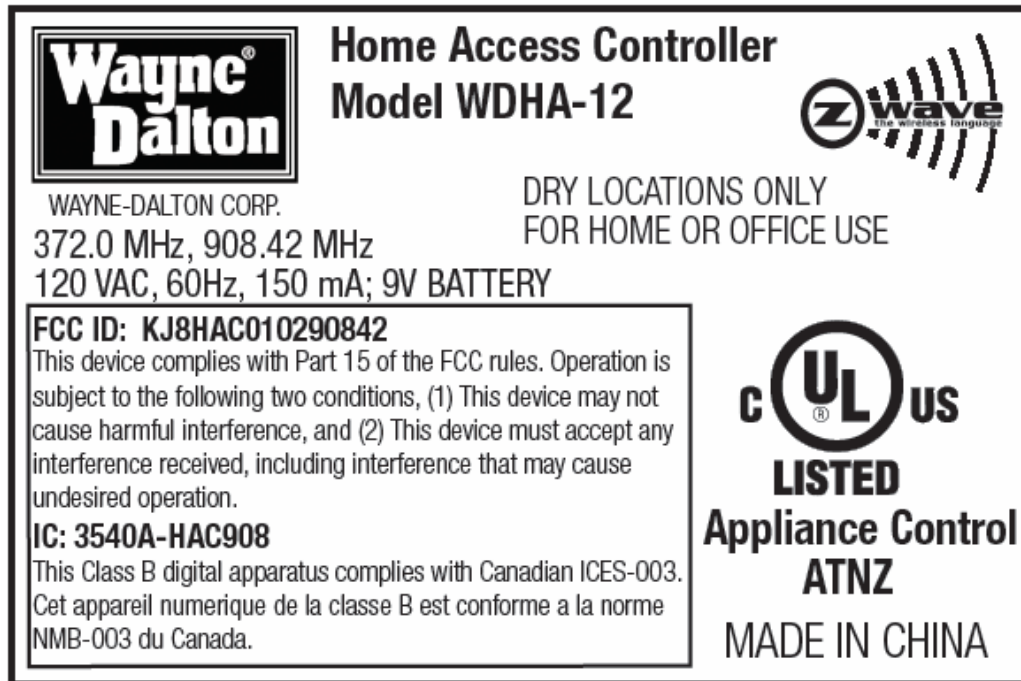 Wayne®
Dalton
Home Access Controller
Model WDHA-12
Z wave
the wireless language
WAYNE-DALTON CORP.
DRY LOCATIONS ONLY
FOR HOME OR OFFICE USE
372.0 MHz, 908.42 MHz
120 VAC, 60Hz, 150 mA; 9V BATTERY
FCC ID: KJ8HAC010290842
This device complies with Part 15 of the FCC rules. Operation is
subject to the following two conditions, (1) This device may not
cause harmful interference, and (2) This device must accept any
interference received, including interference that may cause
undesired operation.
IC: 3540A-HAC908
This Class B digital apparatus complies with Canadian ICES-003.
Cet appareil numerique de la classe B est conforme a la norme
NMB-003 du Canada.
C UL® US
LISTED
Appliance Control
ATNZ
MADE IN CHINA